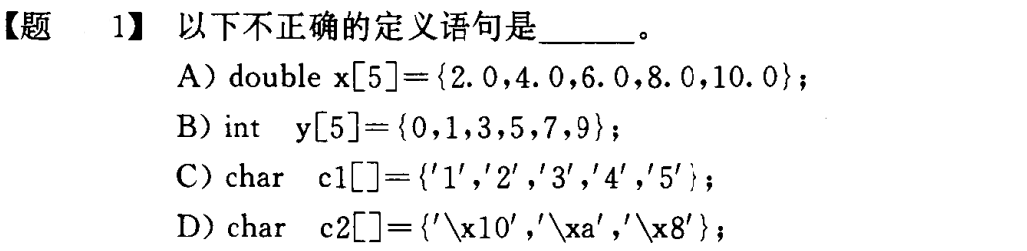 【题 1】 以下不正确的定义语句是______。
A) double x[5]={2.0,4.0,6.0,8.0,10.0};
B) int y[5]={0,1,3,5,7,9};
C) char c1[]={'1','2','3','4','5'};
D) char c2[]={'\x10','\xa','\x8'};